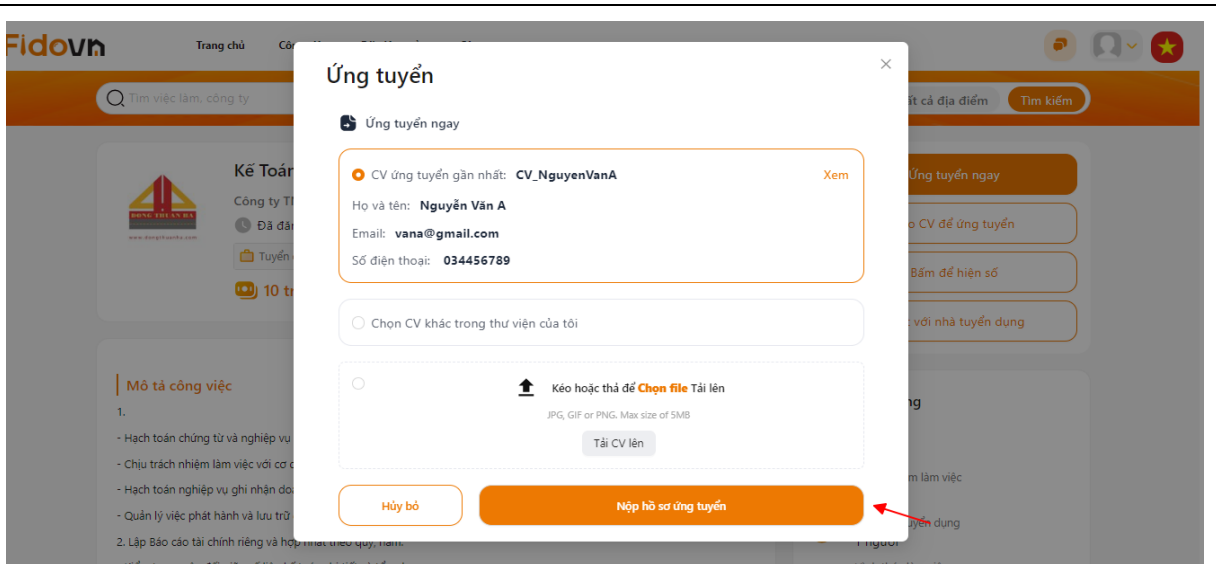 Fidovn
Trang chủ
Tìm việc làm, công ty
ất cả địa điểm
Tìm kiếm
Ứng tuyển
Ứng tuyển ngay
CV ứng tuyển gần nhất: CV_NguyenVanA
Xem
Họ và tên: Nguyễn Văn A
Email: vana@gmail.com
Số điện thoại: 034456789
Chọn CV khác trong thư viện của tôi
Kéo hoặc thả để Chọn file Tải lên
JPG, GIF or PNG. Max size of 5MB
Tải CV lên
Hủy bỏ
Nộp hồ sơ ứng tuyển
Kế Toán
Công ty
Đã
Tuyển
10 tr
DONG THUAN HA
www.dongthuanha.com
Ứng tuyển ngay
CV để ứng tuyển
Bấm để hiện số
với nhà tuyển dụng
Mô tả công việc
1.
- Hạch toán chứng từ và nghiệp vụ
- Chịu trách nhiệm làm việc với cơ
- Hạch toán nghiệp vụ ghi nhận
- Quản lý việc phát hành và lưu trữ
2. Lập Báo cáo tài chính riêng và hợp nhất theo quý, năm.
làm việc
dụng
người